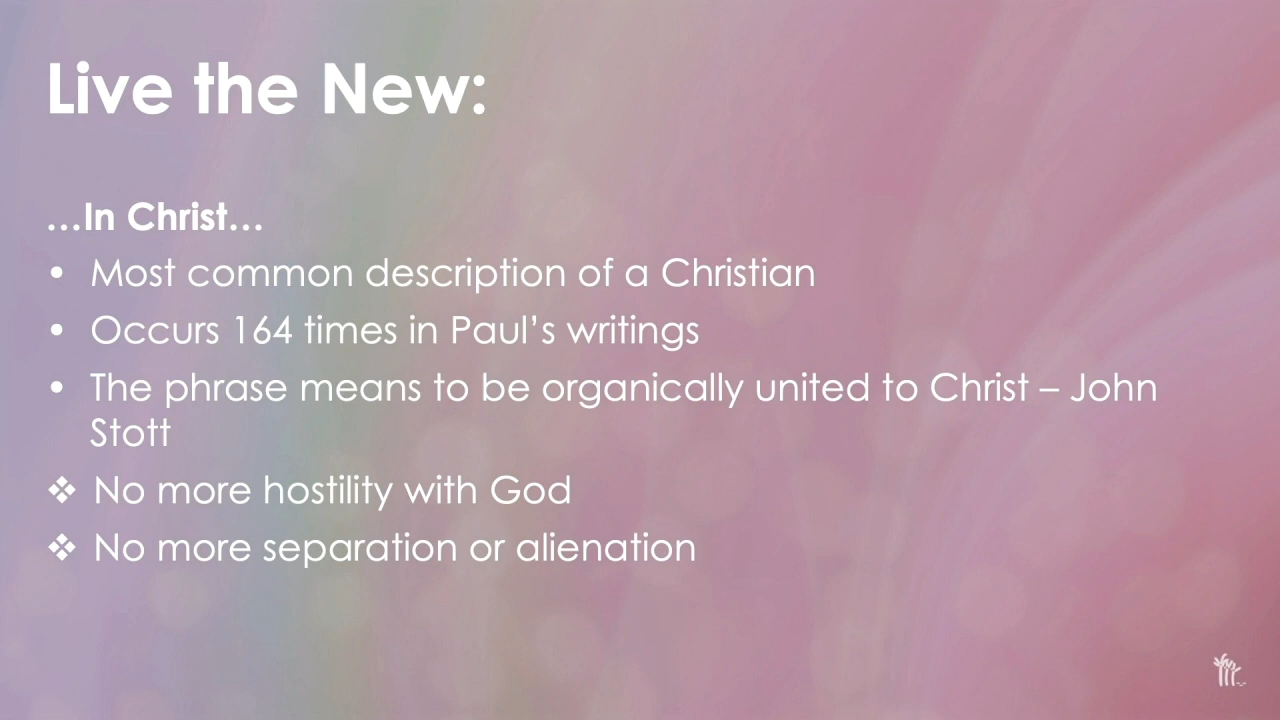 Live the New:
…In Christ…
• Most common description of a Christian
• Occurs 164 times in Paul’s writings
• The phrase means to be organically united to Christ – John
Stott
❖ No more hostility with God
❖ No more separation or alienation